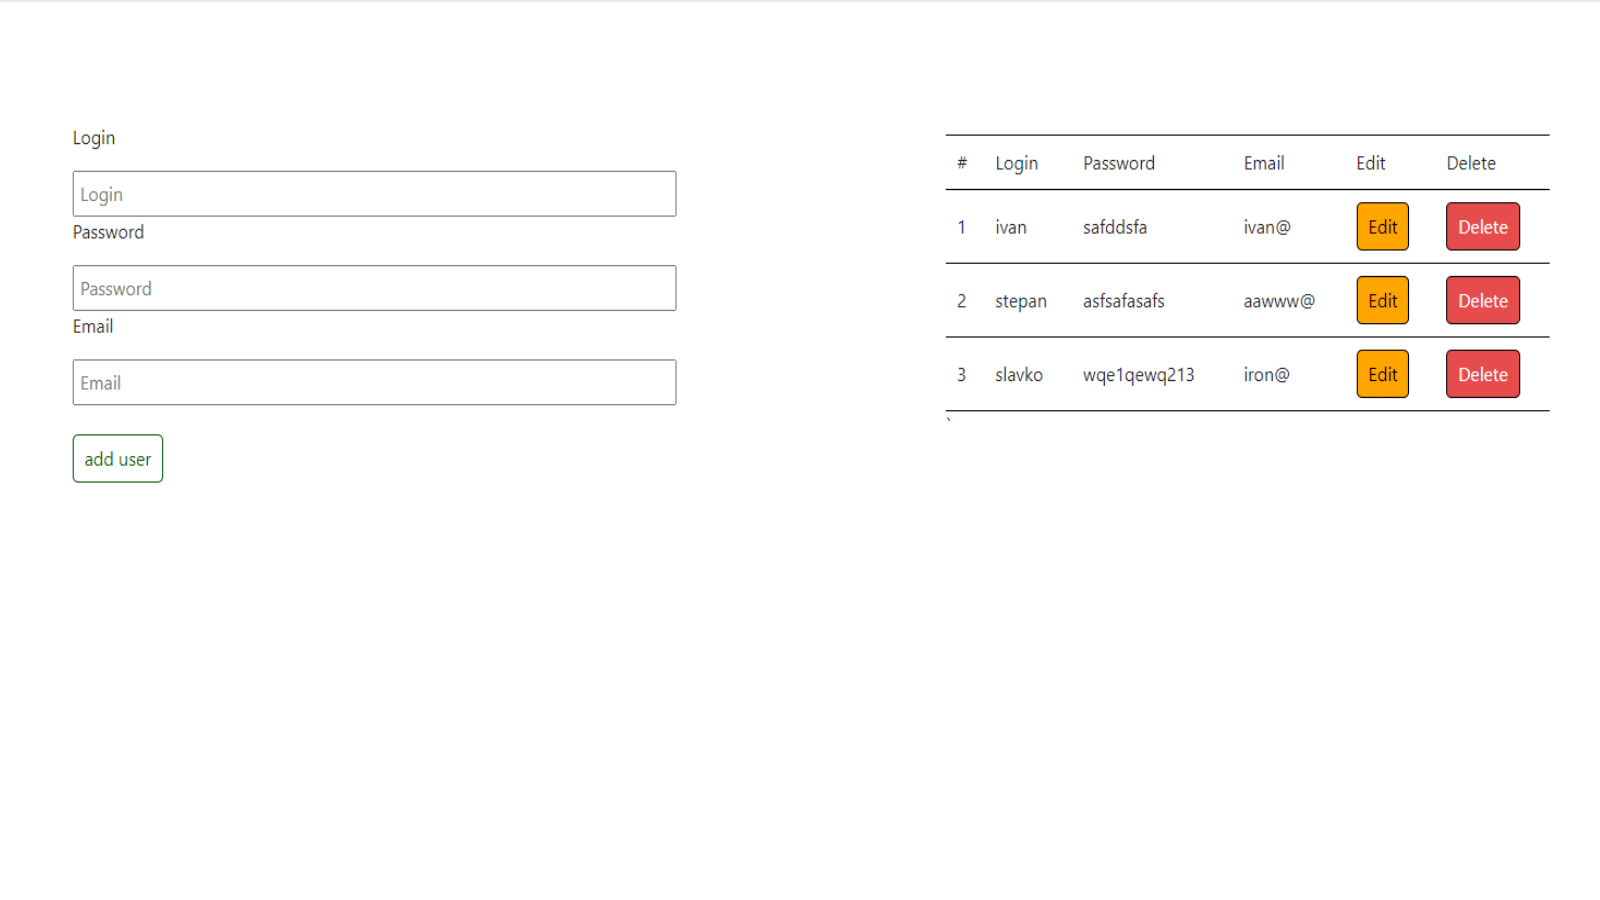 Login
Login
Password
Password
Email
Email
add user
# Login Password Email Edit Delete
1 ivan safddsfa ivan@ Edit Delete
2 stepan asfsafasafs aawww@ Edit Delete
3 slavko wqe1qewq213 iron@ Edit Delete
`